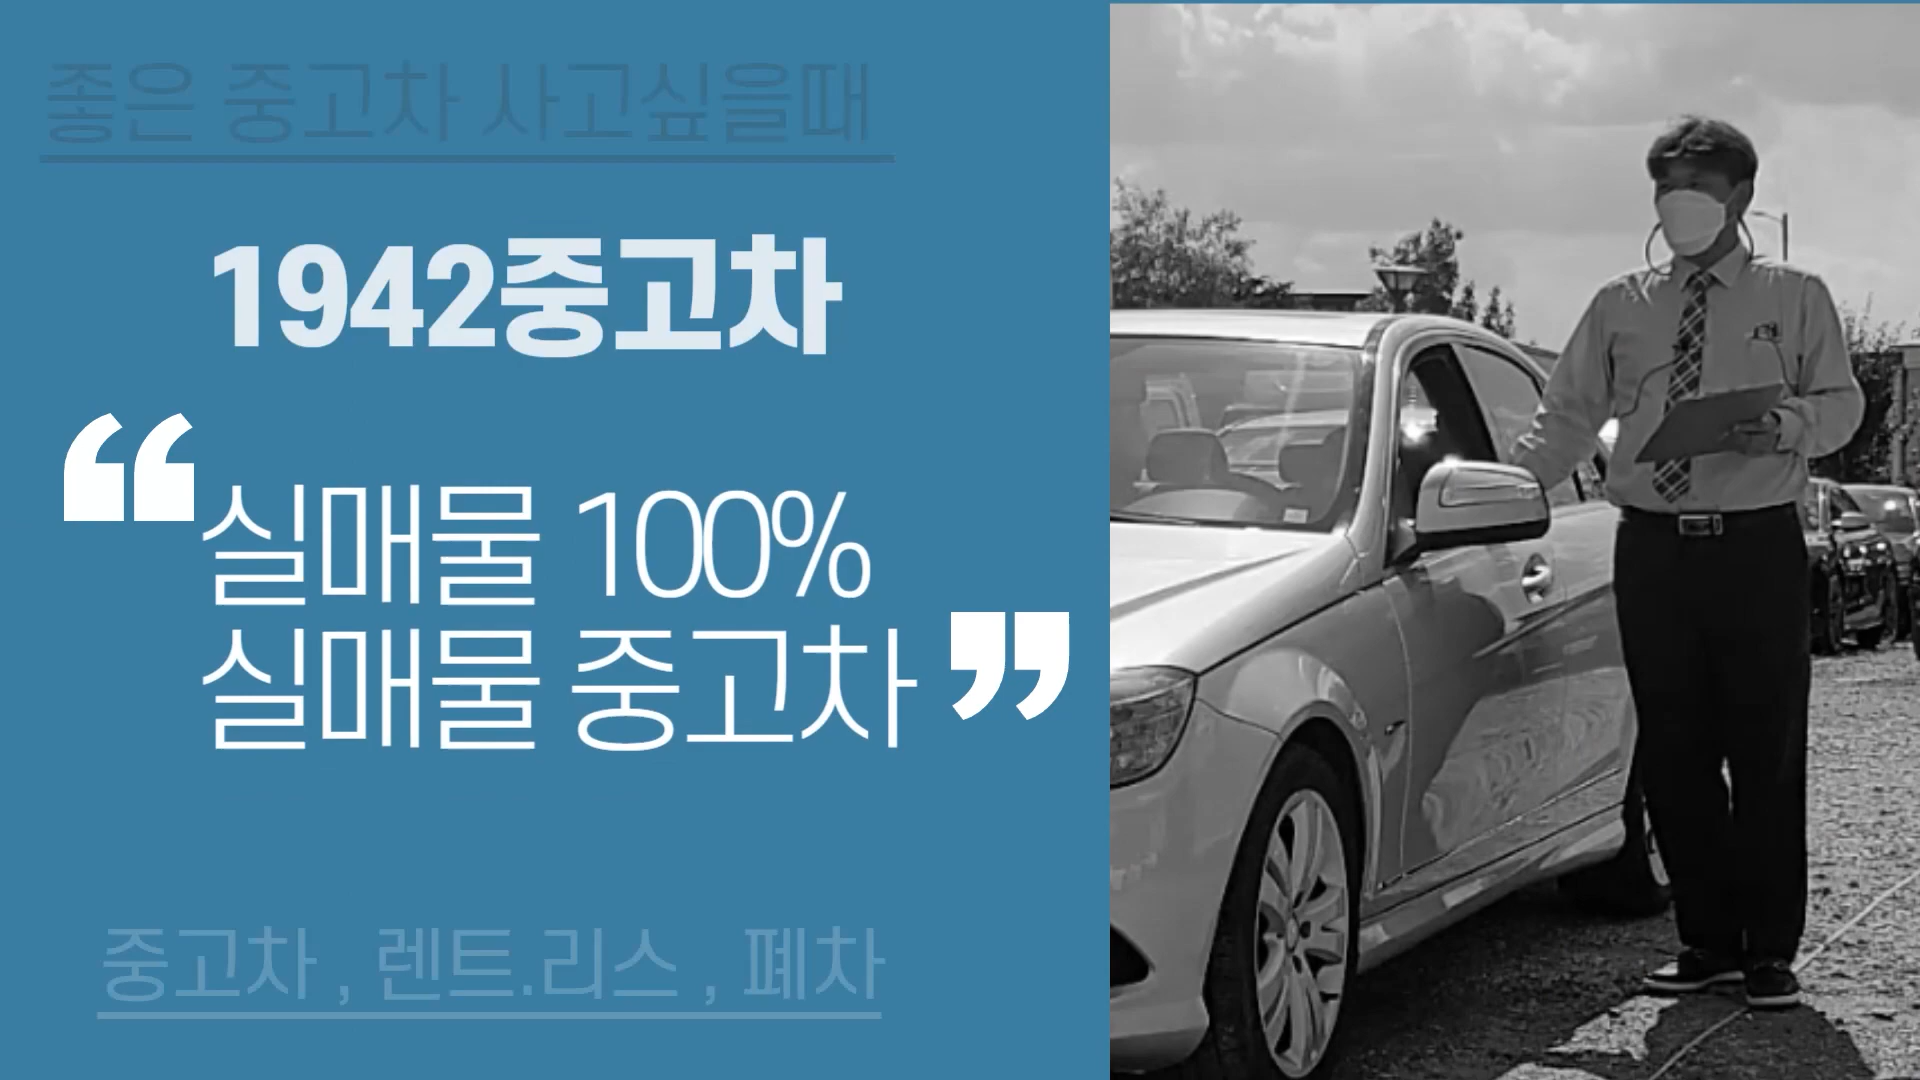 좋은 중고차 사고싶을때
1942중고차
“실매물 100%
실매물 중고차”
중고차 , 렌트.리스 , 폐차